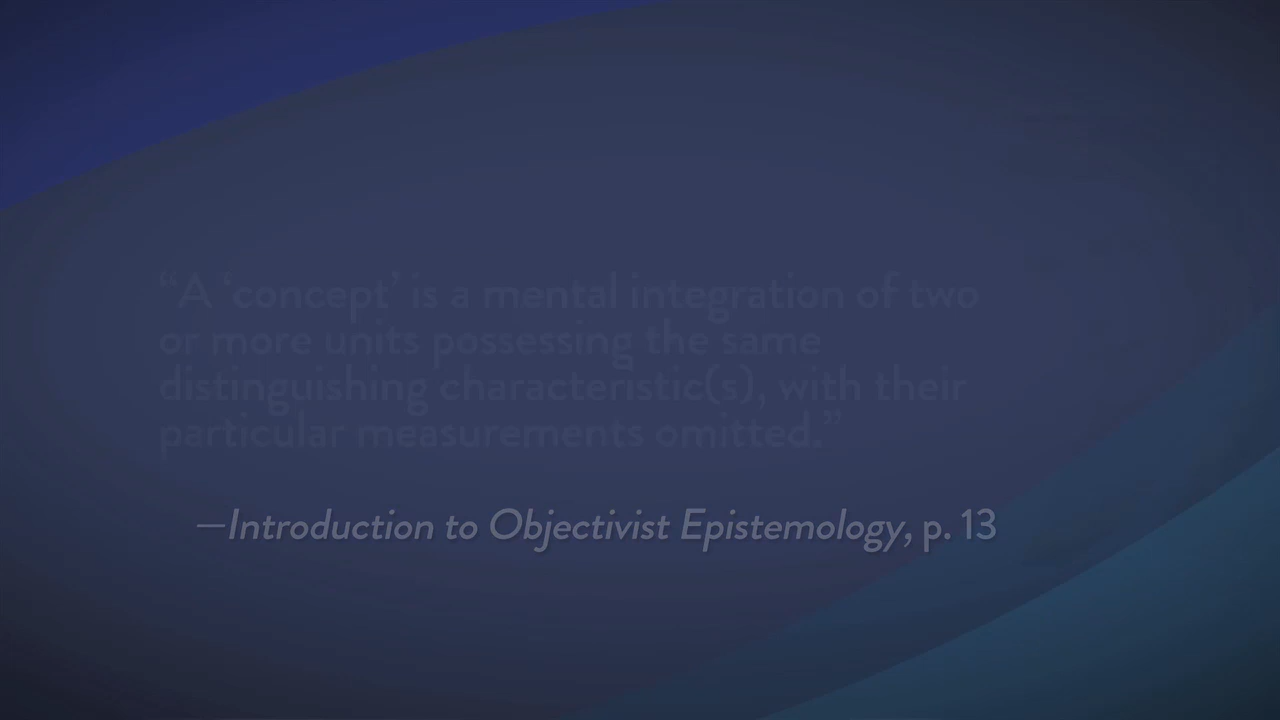 “A ‘concept’ is a mental integration of two
or more units possessing the same
distinguishing characteristic(s), with their
particular measurements omitted.”
—Introduction to Objectivist Epistemology, p. 13